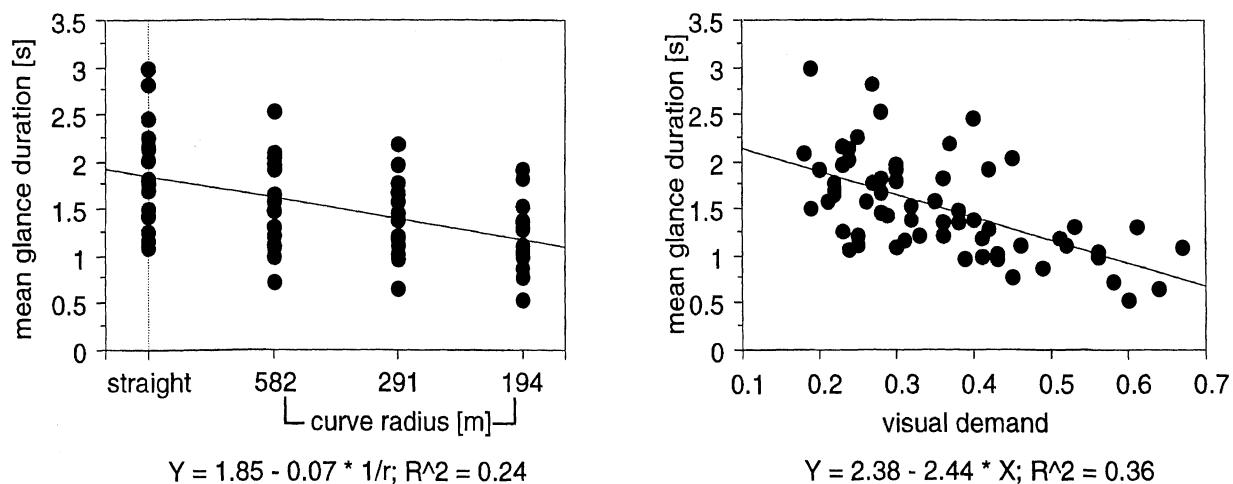 mean glance duration [s]
3.5
3
2.5
2
1.5
1
0.5
0
straight 582 291 194
curve radius [m]
Y = 1.85 - 0.07 * 1/r; R^2 = 0.24
mean glance duration [s]
3.5
3
2.5
2
1.5
1
0.5
0
0.1 0.2 0.3 0.4 0.5 0.6 0.7
visual demand
Y = 2.38 - 2.44 * X; R^2 = 0.36